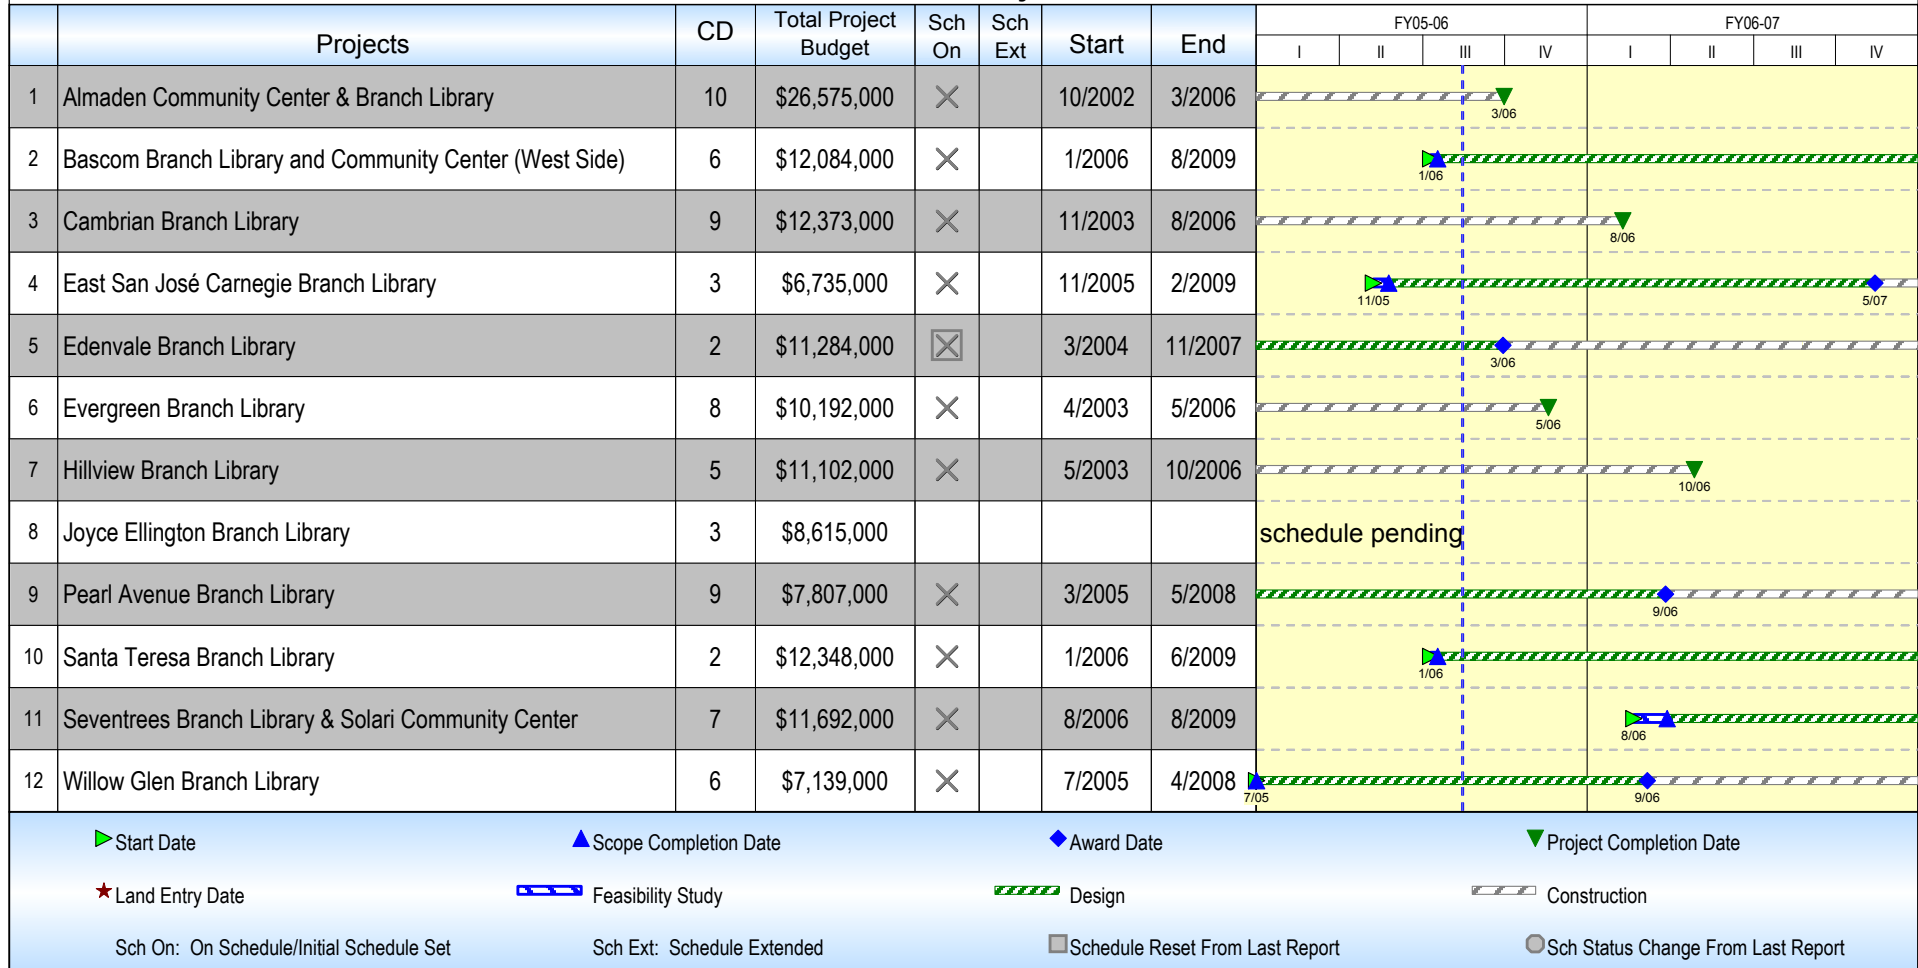 Projects CD Total Project Budget Sch On Sch Ext Start End FY05-06 FY06-07
I II III IV I II III IV
1 Almaden Community Center & Branch Library 10 $26,575,000 10/2002 3/2006 3/06
2 Bascom Branch Library and Community Center (West Side) 6 $12,084,000 1/2006 8/2009 1/06
3 Cambrian Branch Library 9 $12,373,000 11/2003 8/2006 8/06
4 East San José Carnegie Branch Library 3 $6,735,000 11/2005 2/2009 11/05 5/07
5 Edenvale Branch Library 2 $11,284,000 3/2004 11/2007 3/06
6 Evergreen Branch Library 8 $10,192,000 4/2003 5/2006 5/06
7 Hillview Branch Library 5 $11,102,000 5/2003 10/2006 10/06
8 Joyce Ellington Branch Library 3 $8,615,000 schedule pending
9 Pearl Avenue Branch Library 9 $7,807,000 3/2005 5/2008 9/06
10 Santa Teresa Branch Library 2 $12,348,000 1/2006 6/2009 1/06
11 Seventrees Branch Library & Solari Community Center 7 $11,692,000 8/2006 8/2009 8/06
12 Willow Glen Branch Library 6 $7,139,000 7/2005 4/2008 7/05 9/06
Start Date Scope Completion Date Award Date Project Completion Date
Land Entry Date Feasibility Study Design Construction
Sch On: On Schedule/Initial Schedule Set Sch Ext: Schedule Extended Schedule Reset From Last Report Sch Status Change From Last Report